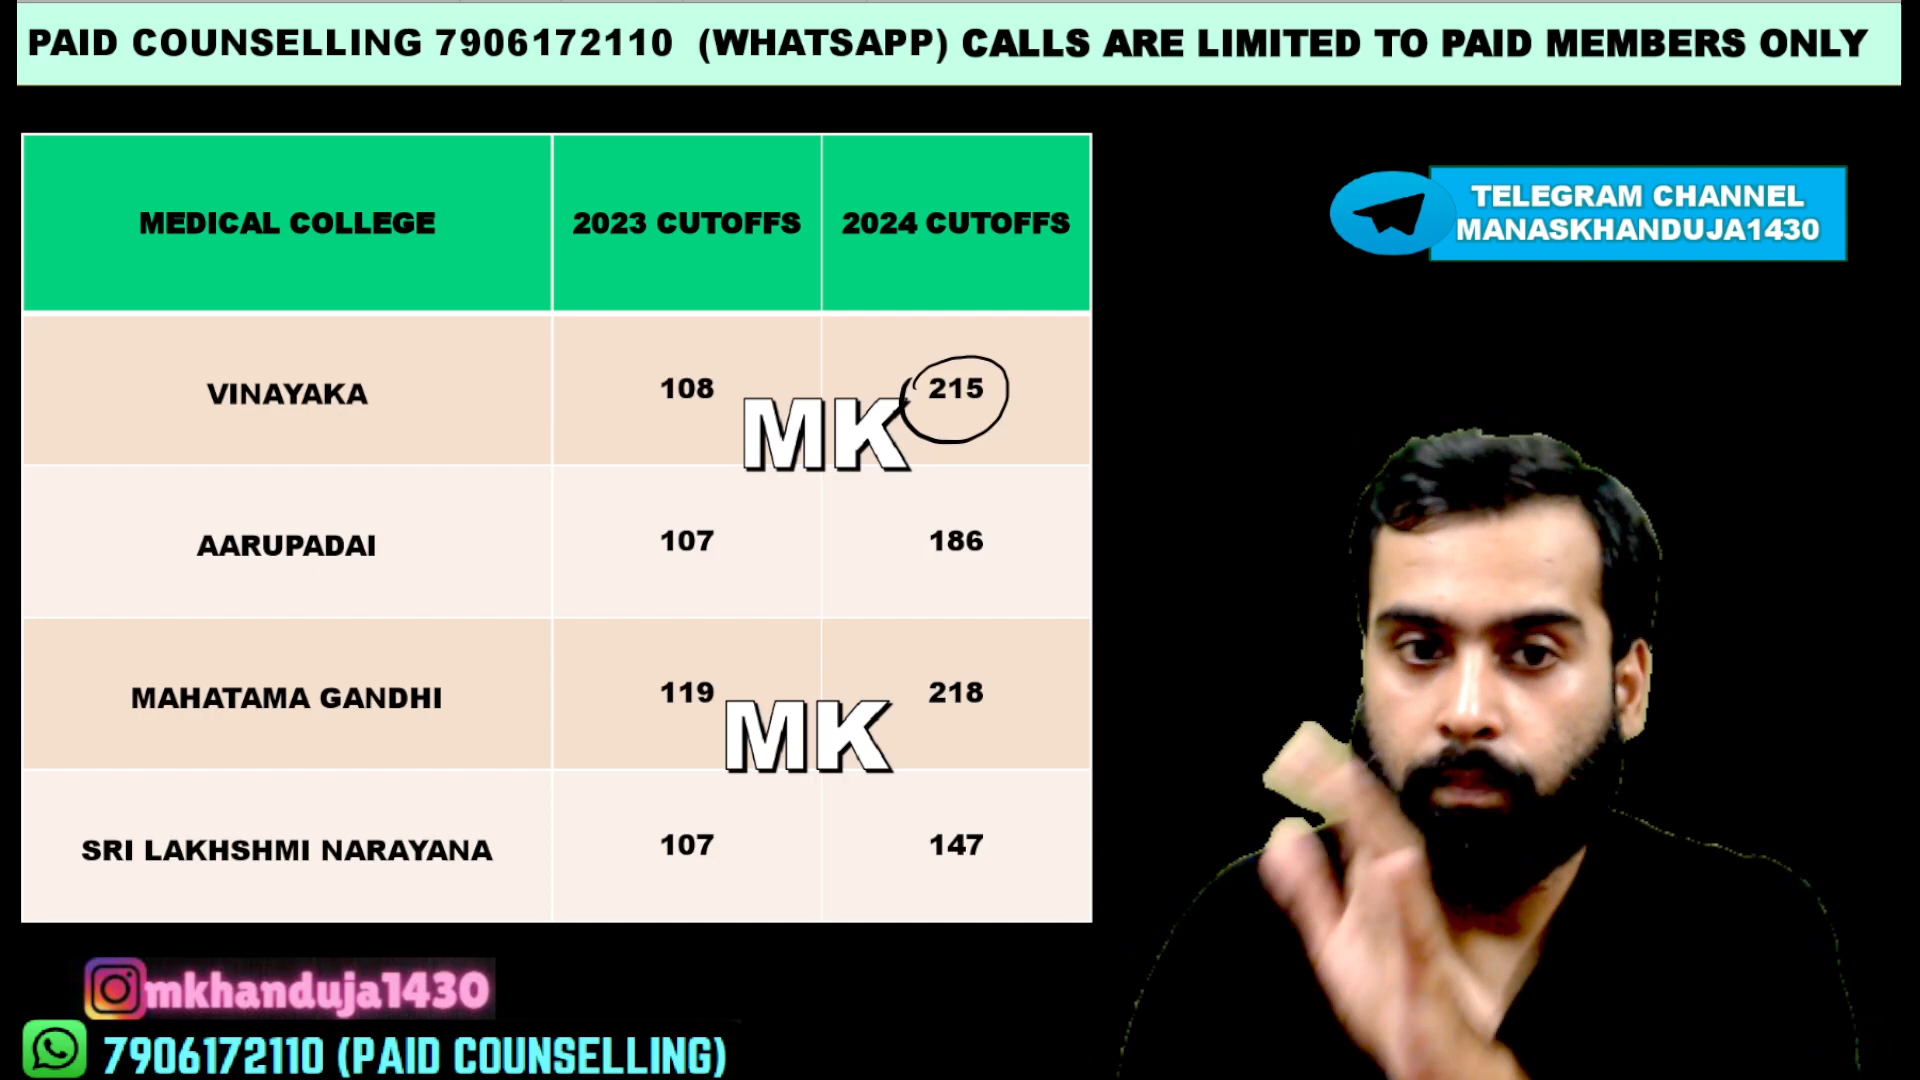 PAID COUNSELLING 7906172110 (WHATSAPP) CALLS ARE LIMITED TO PAID MEMBERS ONLY
MEDICAL COLLEGE 2023 CUTOFFS 2024 CUTOFFS
TELEGRAM CHANNEL
MANASKHANDUJA1430
VINAYAKA 108 215
MK
AARUPADAI 107 186
MAHATAMA GANDHI 119 218
MK
SRI LAKHSHMI NARAYANA 107 147
mkhanduja1430
7906172110 (PAID COUNSELLING)